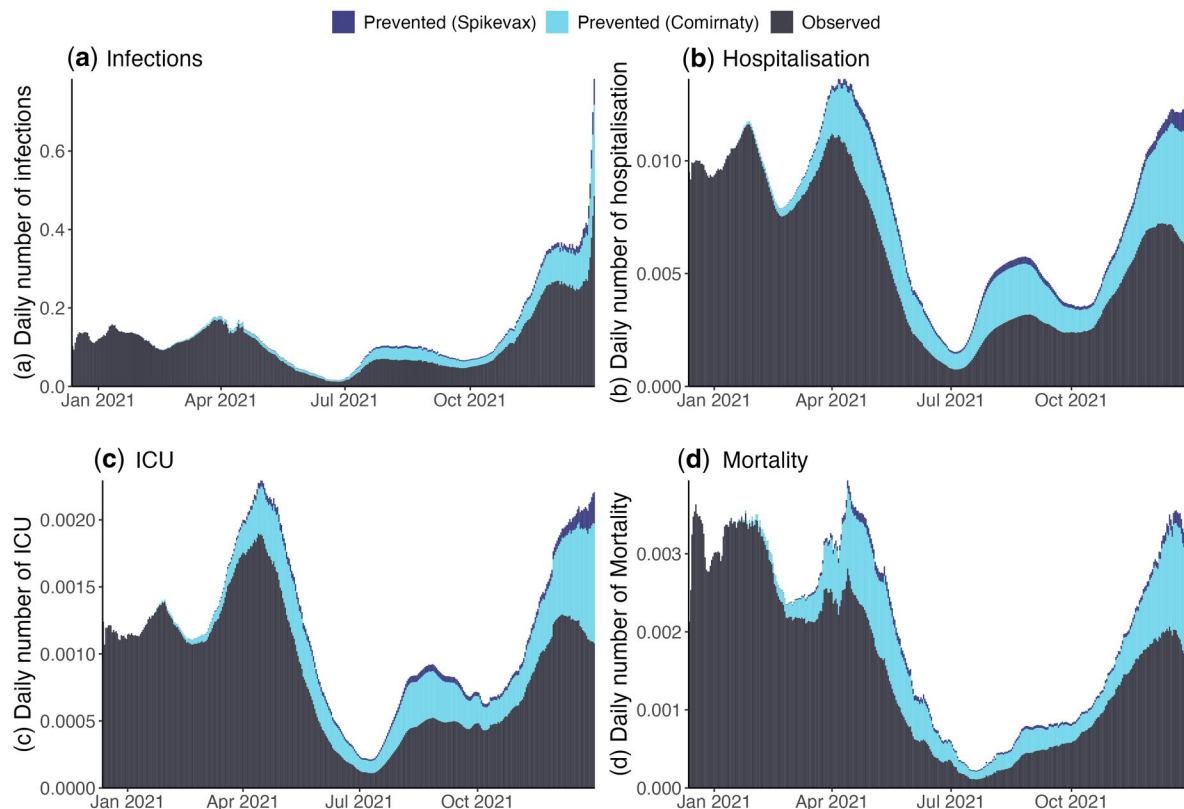 Prevented (Spikevax) Prevented (Comirnaty) Observed
(a) Infections
(a) Daily number of infections
0.6
0.4
0.2
0.0
Jan 2021 Apr 2021 Jul 2021 Oct 2021
(b) Hospitalisation
(b) Daily number of hospitalisation
0.010
0.005
0.000
Jan 2021 Apr 2021 Jul 2021 Oct 2021
(c) ICU
(c) Daily number of ICU
0.0020
0.0015
0.0010
0.0005
0.0000
Jan 2021 Apr 2021 Jul 2021 Oct 2021
(d) Mortality
(d) Daily number of Mortality
0.003
0.002
0.001
0.000
Jan 2021 Apr 2021 Jul 2021 Oct 2021